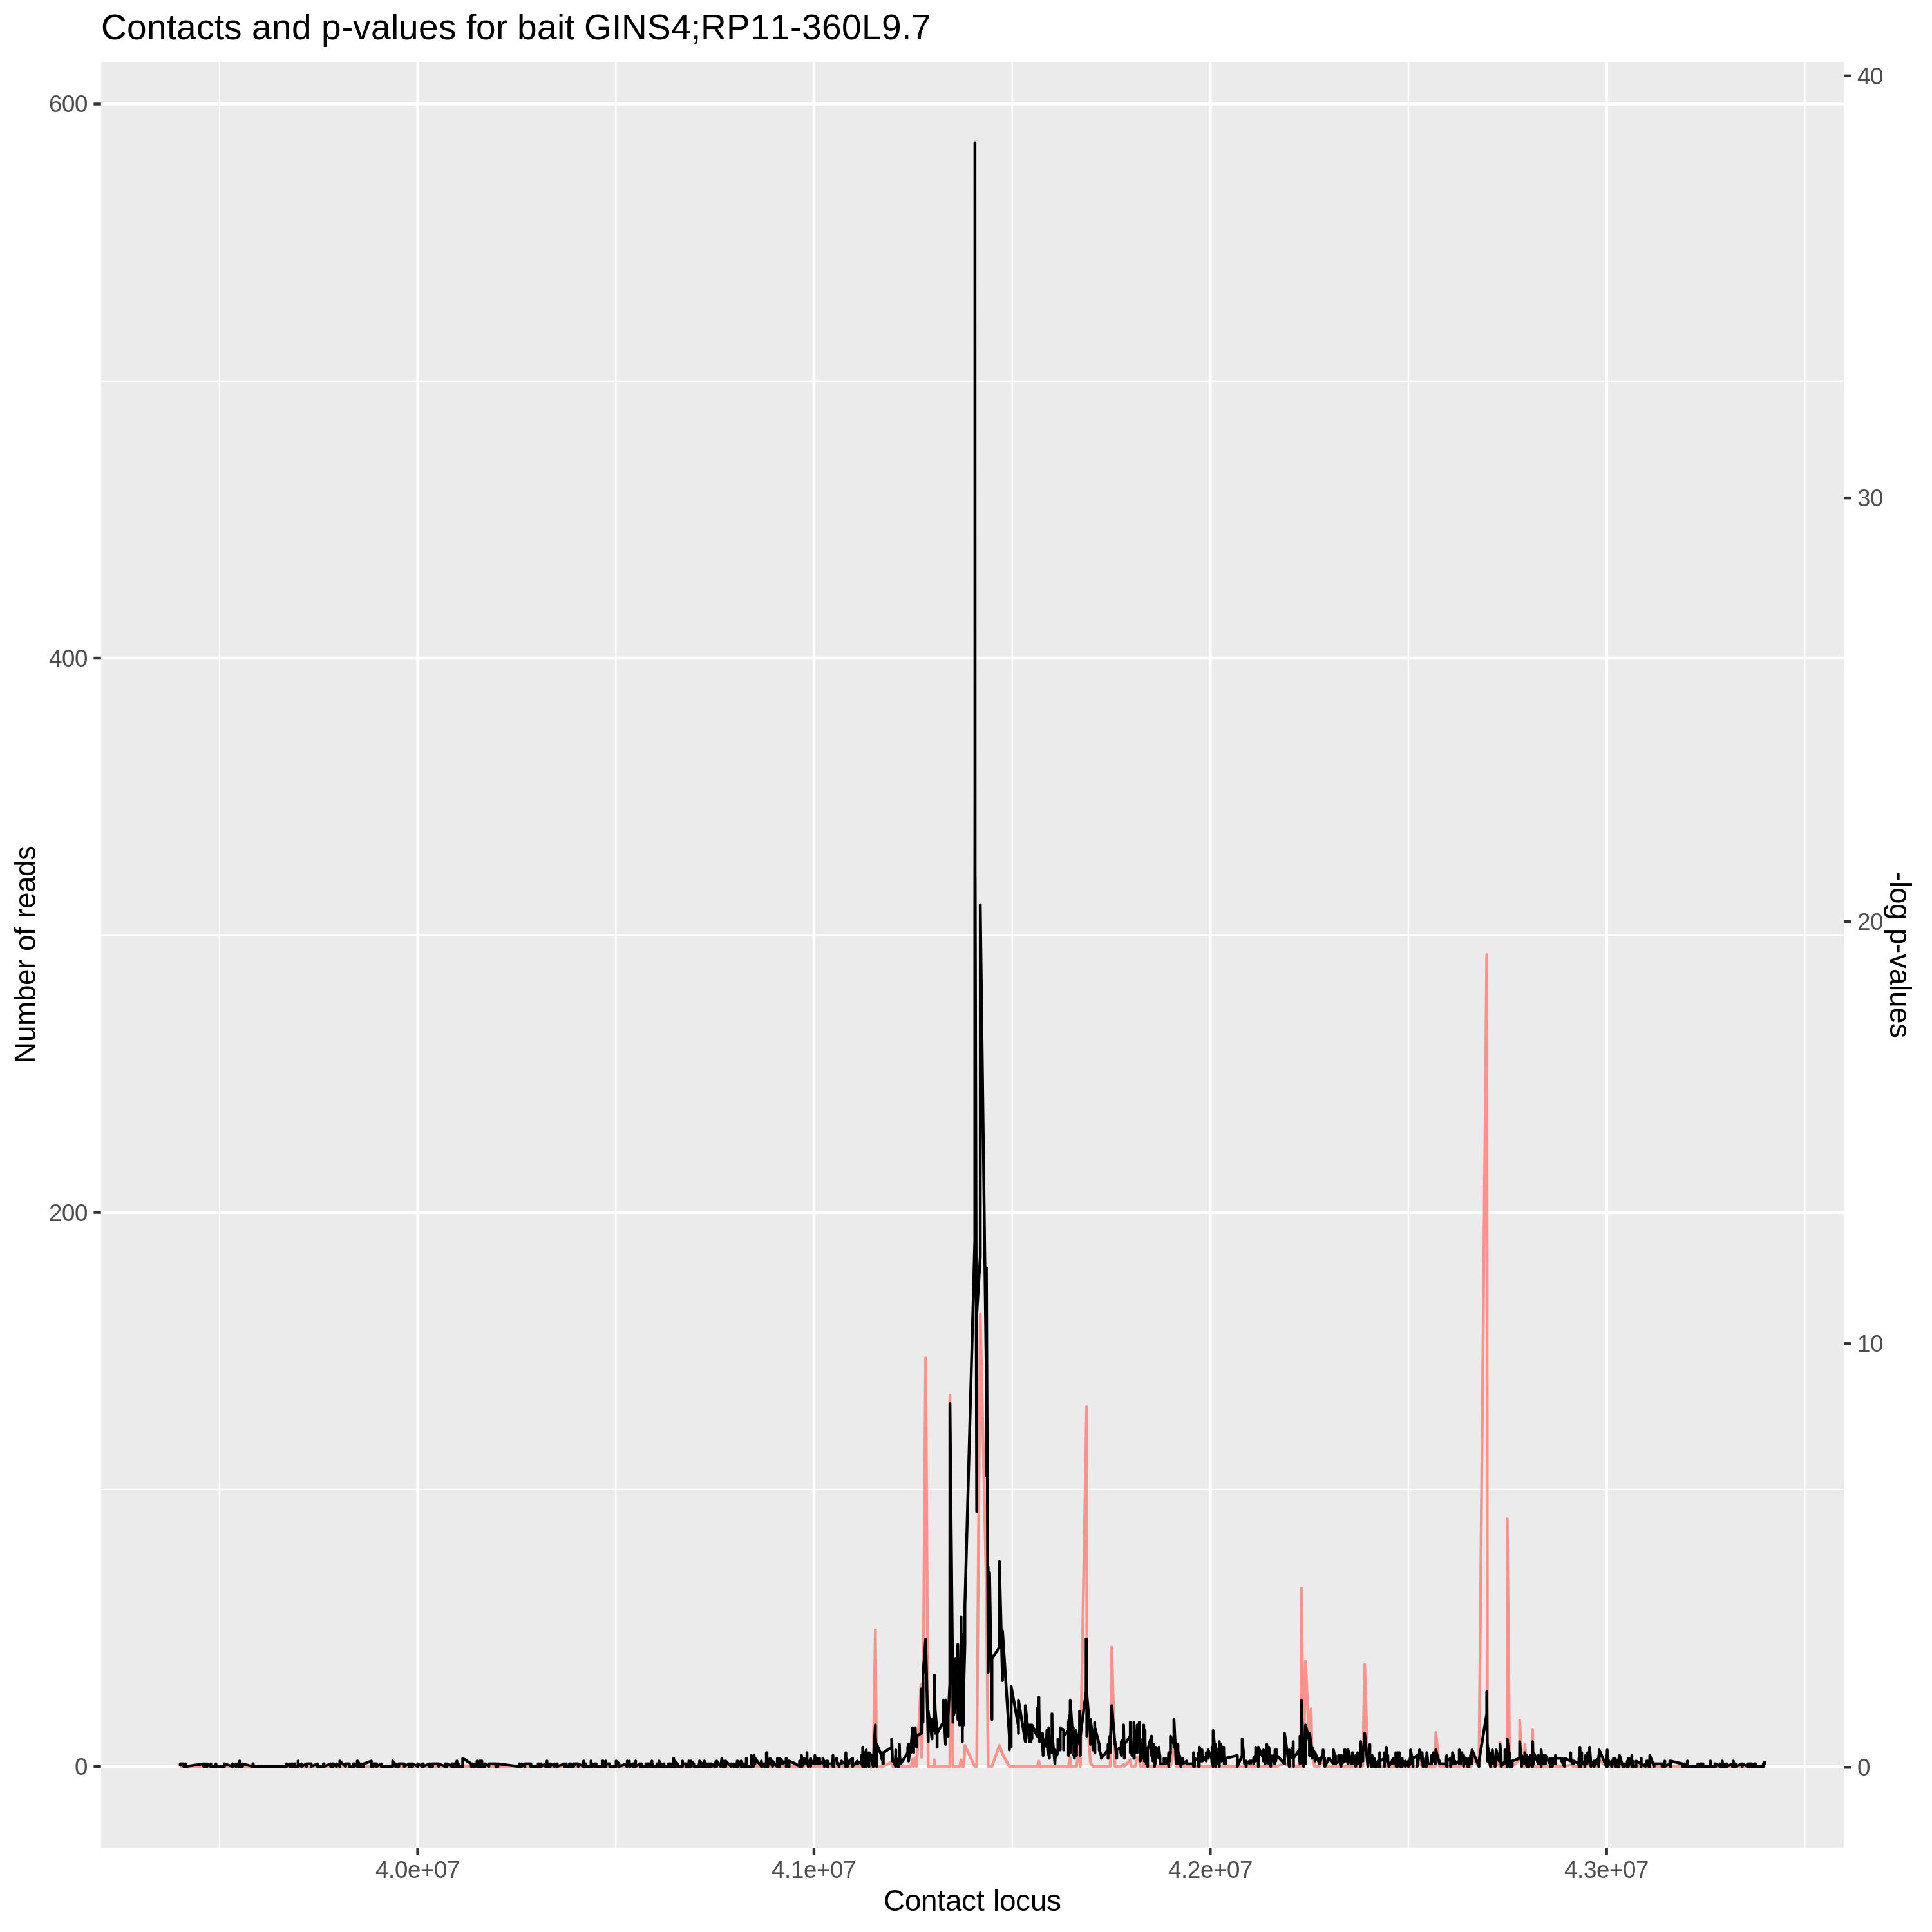 Contacts and p-values for bait GINS4;RP11-360L9.7
600
400
200
0
Number of reads
40
30
20
10
0
-log p-values
4.0e+07 4.1e+07 4.2e+07 4.3e+07
Contact locus